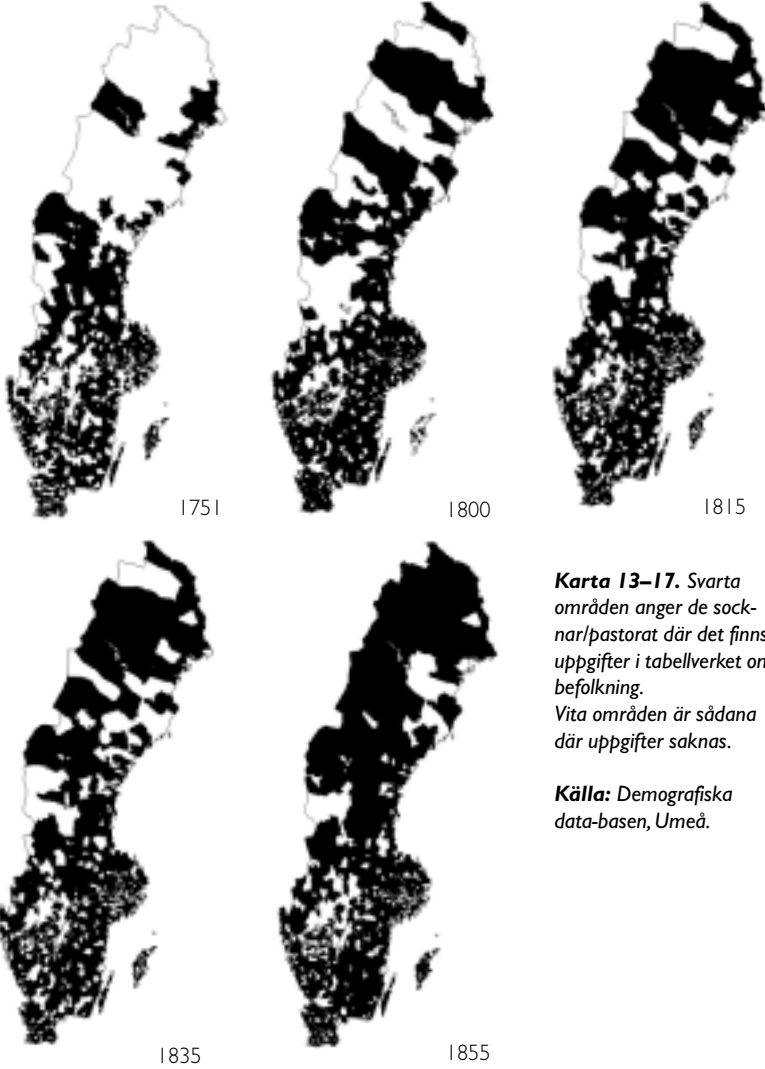 1751
1800
1815
1835
1855
Karta 13–17. Svarta
områden anger de sock-
nar/pastorat där det finns
uppgifter i tabellverket on
befolkning.
Vita områden är sådana
där uppgifter saknas.
Källa: Demografiska
data-basen, Umeå.